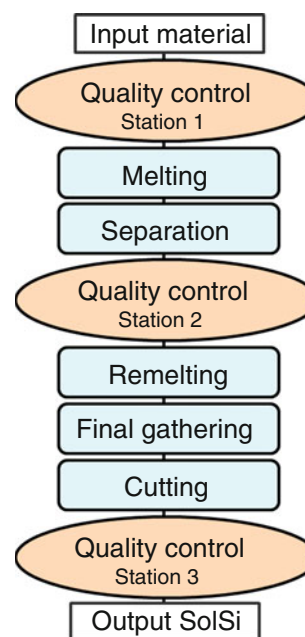 Input material
Quality control
Station 1
Melting
Separation
Quality control
Station 2
Remelting
Final gathering
Cutting
Quality control
Station 3
Output SolSi